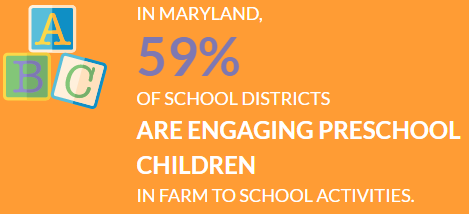 A
B
C
IN MARYLAND,
59%
OF SCHOOL DISTRICTS
ARE ENGAGING PRESCHOOL
CHILDREN
IN FARM TO SCHOOL ACTIVITIES.